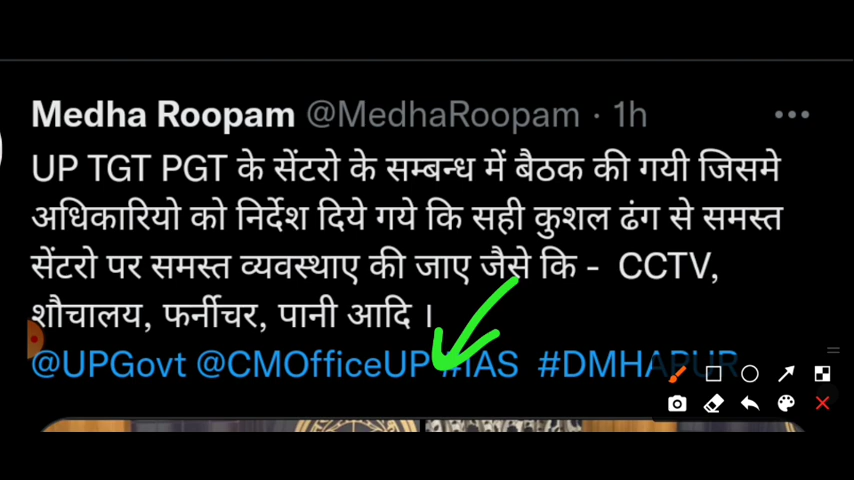 Medha Roopam @MedhaRoopam · 1h
UP TGT PGT के सेंटरो के सम्बन्ध में बैठक की गयी जिसमे
अधिकारियो को निर्देश दिये गये कि सही कुशल ढंग से समस्त
सेंटरो पर समस्त व्यवस्थाए की जाए जैसे कि - CCTV,
शौचालय, फर्नीचर, पानी आदि ।
@UPGovt @CMOfficeUP #IAS #DMHAPUR